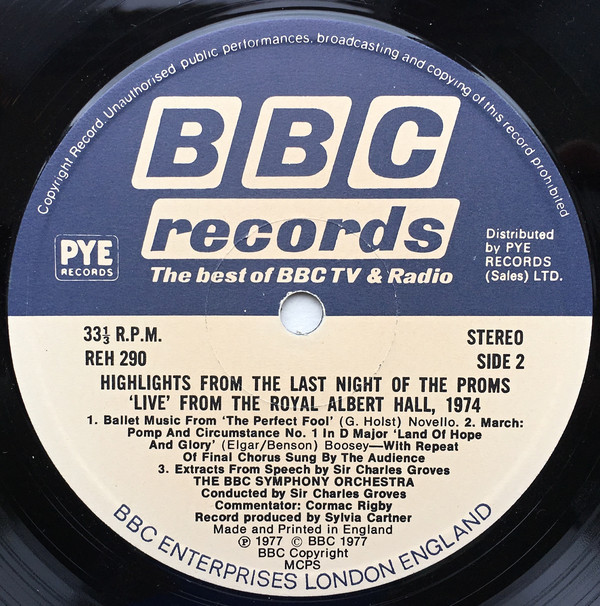 Copyright Record. Unauthorised public performances, broadcasting and copying of this record prohibited
BBC
records
The best of BBC TV & Radio
PYE
RECORDS
Distributed
by PYE
RECORDS
(Sales) LTD.
33⅓ R.P.M.
REH 290
STEREO
SIDE 2
HIGHLIGHTS FROM THE LAST NIGHT OF THE PROMS
'LIVE' FROM THE ROYAL ALBERT HALL, 1974
1. Ballet Music From 'The Perfect Fool' (G. Holst) Novello. 2. March:
Pomp And Circumstance No. 1 In D Major 'Land Of Hope
And Glory' (Elgar/Benson) Boosey—With Repeat
Of Final Chorus Sung By The Audience
3. Extracts From Speech by Sir Charles Groves
THE BBC SYMPHONY ORCHESTRA
Conducted by Sir Charles Groves
Commentator: Cormac Rigby
Record produced by Sylvia Cartner
Made and Printed in England
℗ 1977 © BBC 1977
BBC Copyright
MCPS
BBC ENTERPRISES LONDON ENGLAND